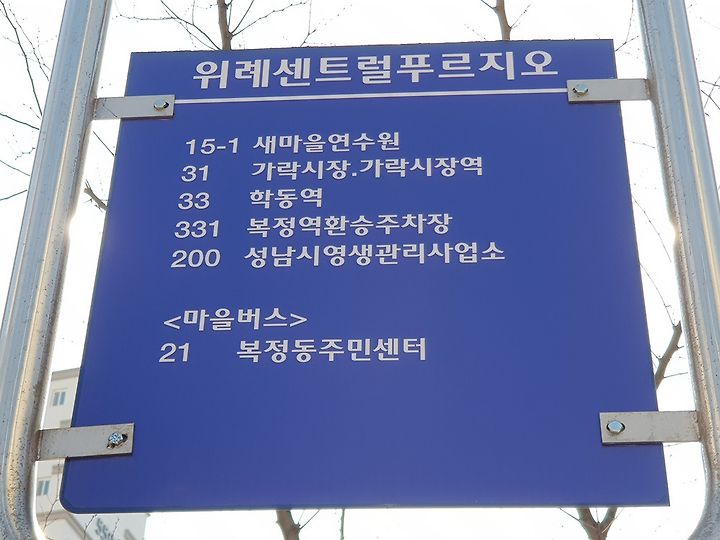 위례센트럴푸르지오
15-1 새마을연수원
31 가락시장.가락시장역
33 학동역
331 복정역환승주차장
200 성남시영생관리사업소
<마을버스>
21 복정동주민센터